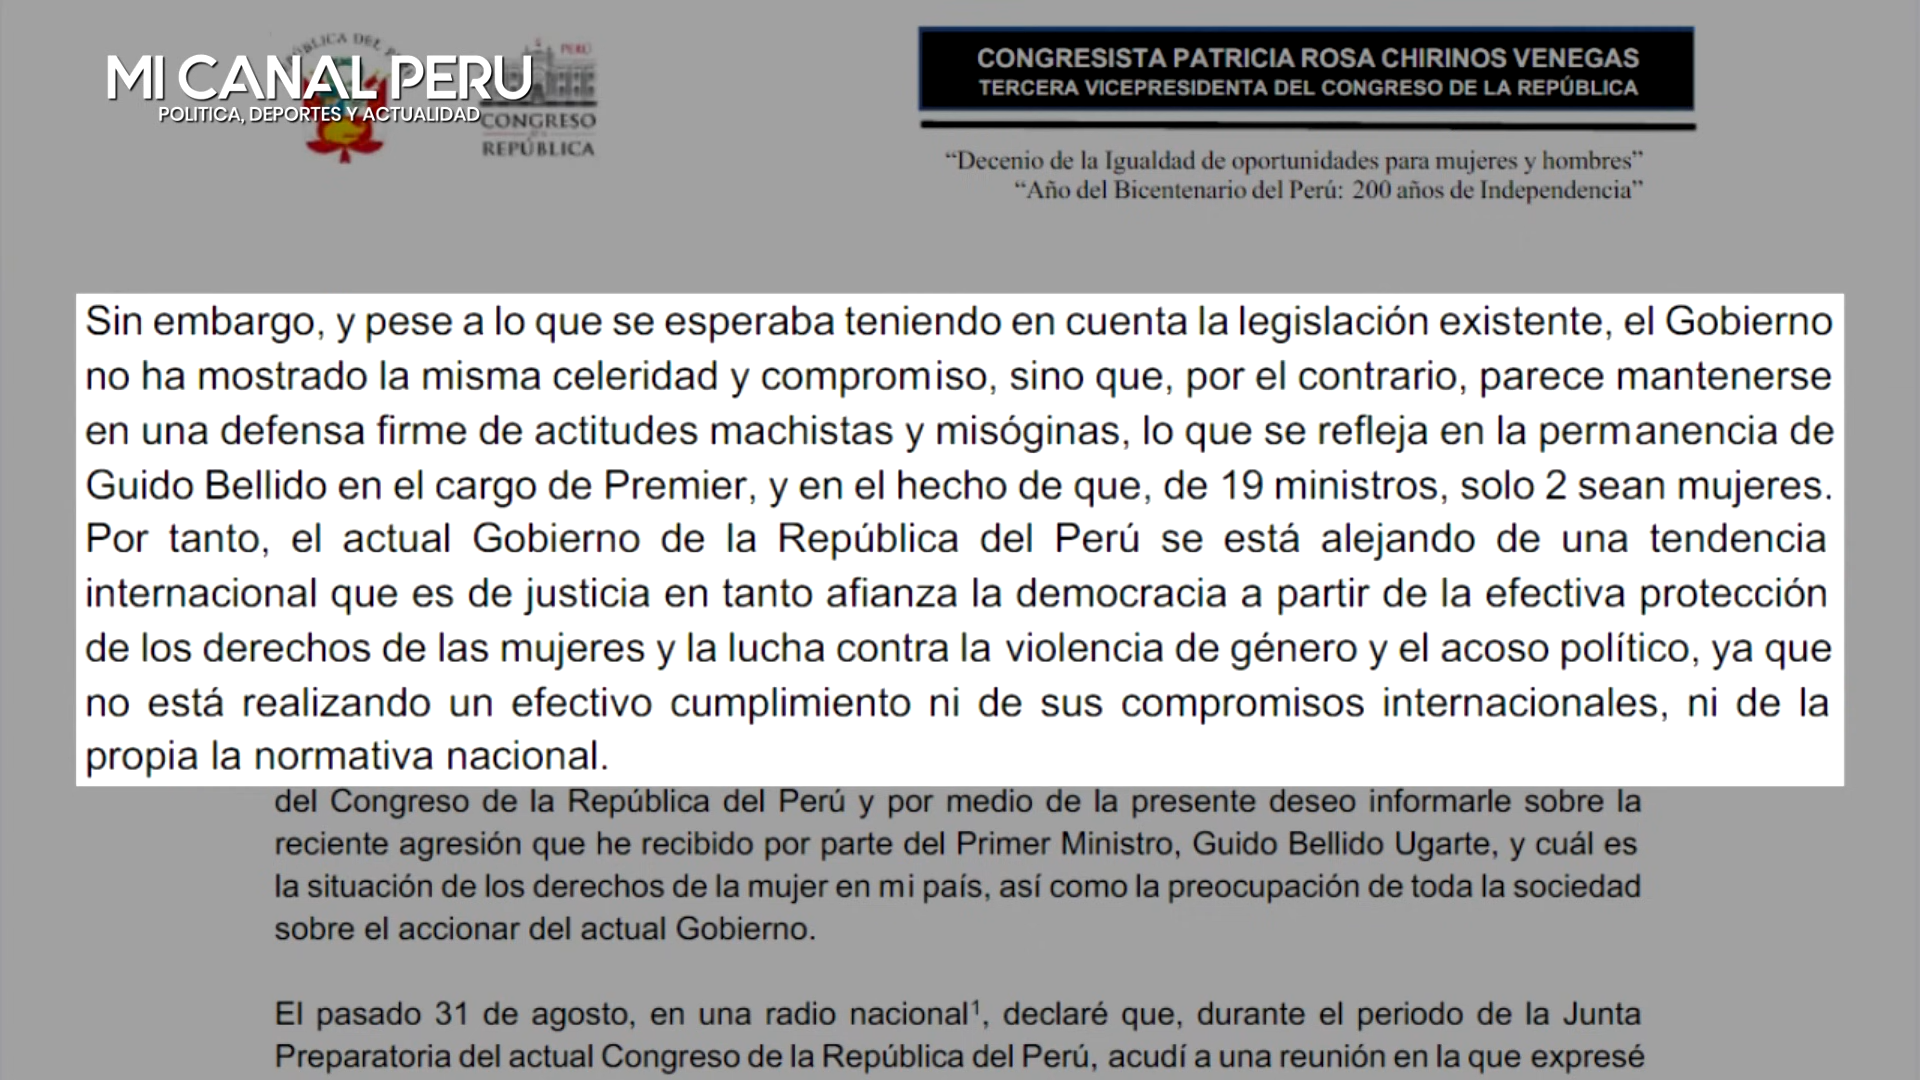 MI CANAL PERU
POLITICA, DEPORTES Y ACTUALIDAD
PERÚ
CONGRESO
REPÚBLICA
CONGRESISTA PATRICIA ROSA CHIRINOS VENEGAS
TERCERA VICEPRESIDENTA DEL CONGRESO DE LA REPÚBLICA
“Decenio de la Igualdad de oportunidades para mujeres y hombres”
“Año del Bicentenario del Perú: 200 años de Independencia”
Sin embargo, y pese a lo que se esperaba teniendo en cuenta la legislación existente, el Gobierno
no ha mostrado la misma celeridad y compromiso, sino que, por el contrario, parece mantenerse
en una defensa firme de actitudes machistas y misóginas, lo que se refleja en la permanencia de
Guido Bellido en el cargo de Premier, y en el hecho de que, de 19 ministros, solo 2 sean mujeres.
Por tanto, el actual Gobierno de la República del Perú se está alejando de una tendencia
internacional que es de justicia en tanto afianza la democracia a partir de la efectiva protección
de los derechos de las mujeres y la lucha contra la violencia de género y el acoso político, ya que
no está realizando un efectivo cumplimiento ni de sus compromisos internacionales, ni de la
propia la normativa nacional.
del Congreso de la República del Perú y por medio de la presente deseo informarle sobre la
reciente agresión que he recibido por parte del Primer Ministro, Guido Bellido Ugarte, y cuál es
la situación de los derechos de la mujer en mi país, así como la preocupación de toda la sociedad
sobre el accionar del actual Gobierno.
El pasado 31 de agosto, en una radio nacional¹, declaré que, durante el periodo de la Junta
Preparatoria del actual Congreso de la República del Perú, acudí a una reunión en la que expresé